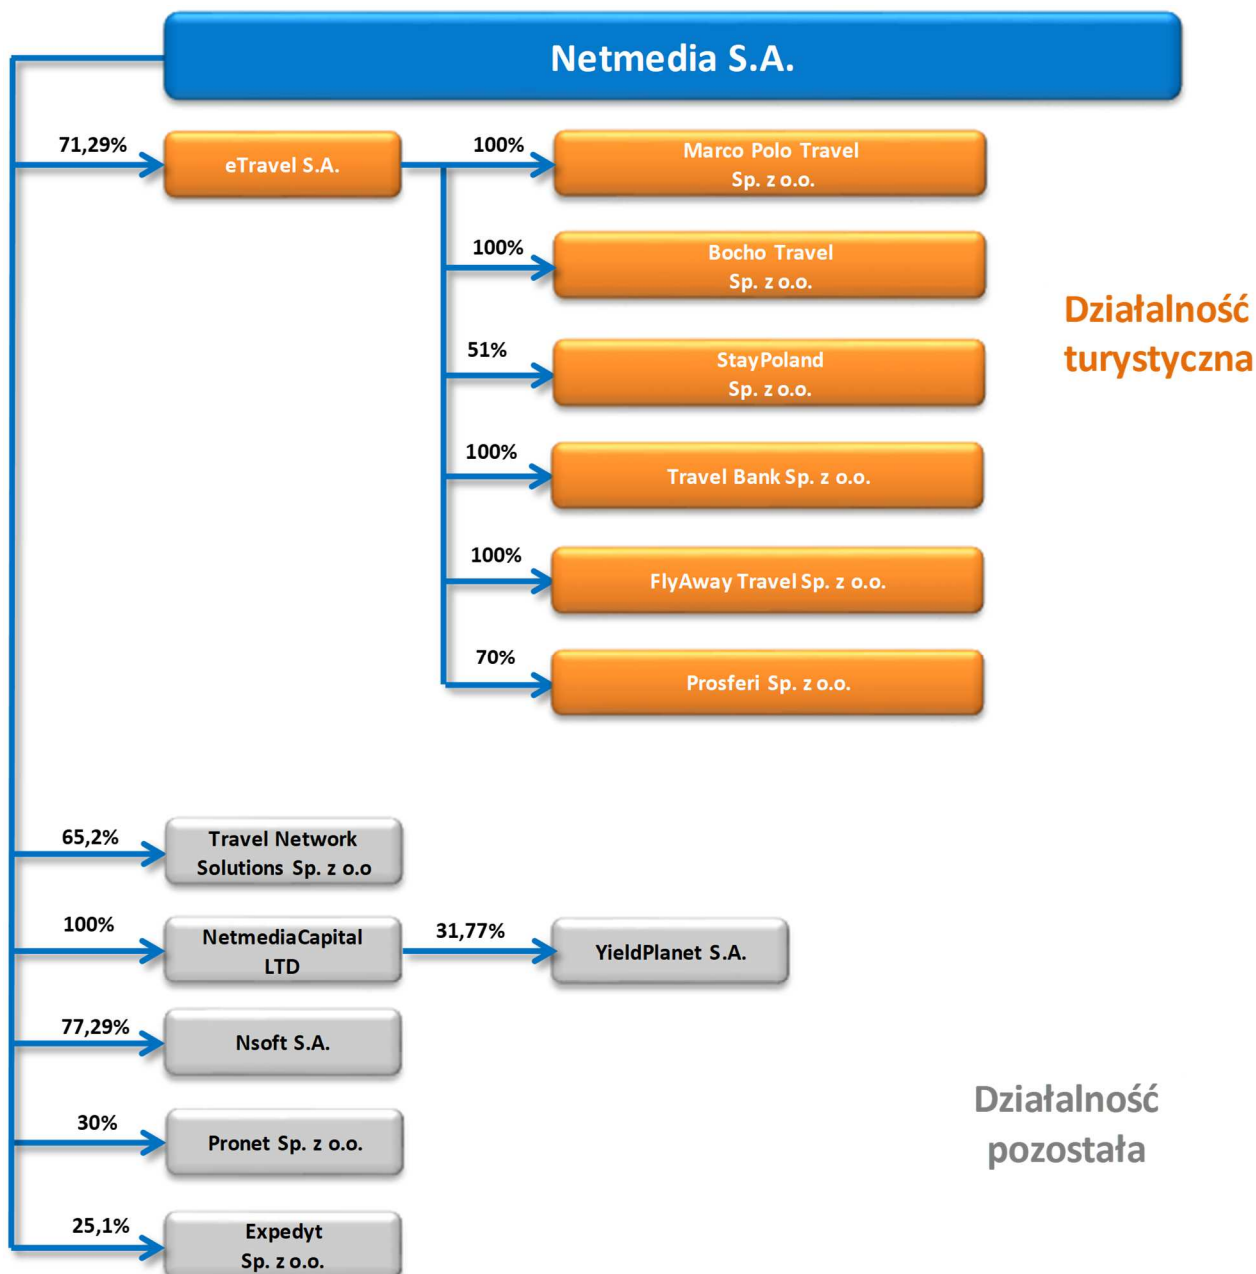 Netmedia S.A.
71,29%
eTravel S.A.
100%
Marco Polo Travel
Sp. z o.o.
100%
Bocho Travel
Sp. z o.o.
Działalność
turystyczna
51%
StayPoland
Sp. z o.o.
100%
Travel Bank Sp. z o.o.
100%
FlyAway Travel Sp. z o.o.
70%
Prosferi Sp. z o.o.
65,2%
Travel Network
Solutions Sp. z o.o
100%
NetmediaCapital
LTD
31,77%
YieldPlanet S.A.
77,29%
Nsoft S.A.
Działalność
pozostała
30%
Pronet Sp. z o.o.
25,1%
Expedyt
Sp. z o.o.